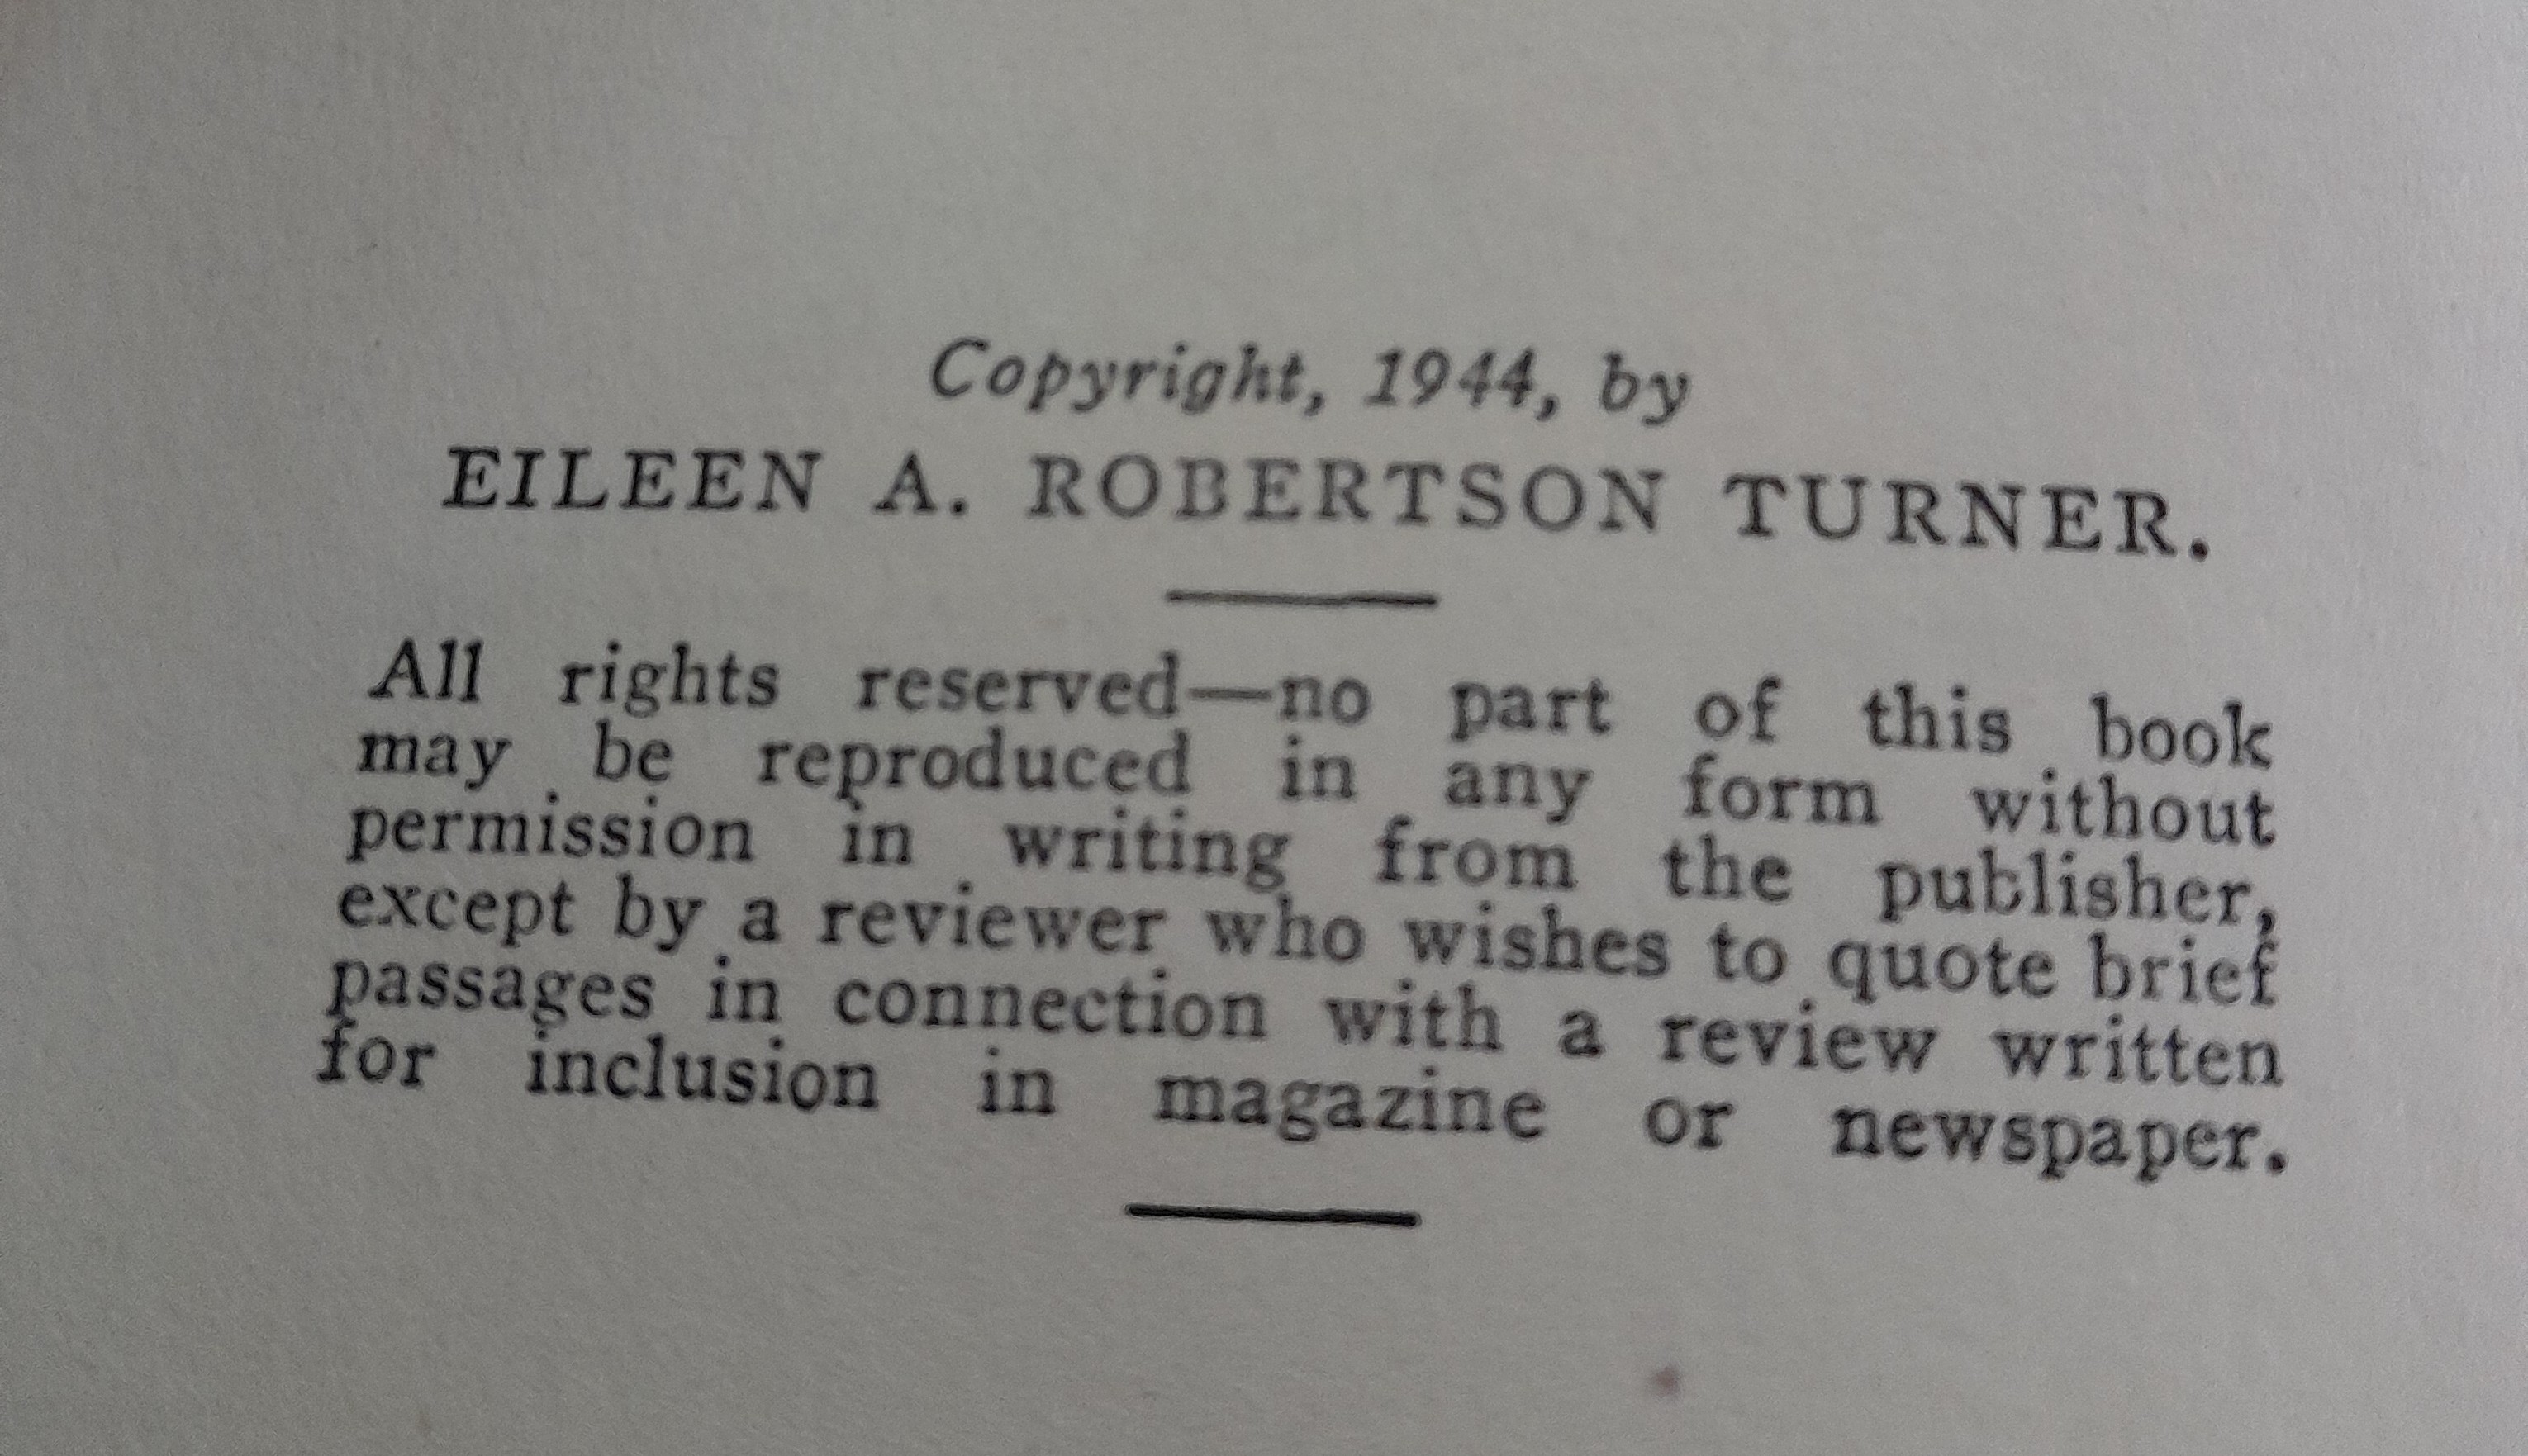 Copyright, 1944, by
EILEEN A. ROBERTSON TURNER.
All rights reserved—no part of this book
may be reproduced in any form without
permission in writing from the publisher,
except by a reviewer who wishes to quote brief
passages in connection with a review written
for inclusion in magazine or newspaper.